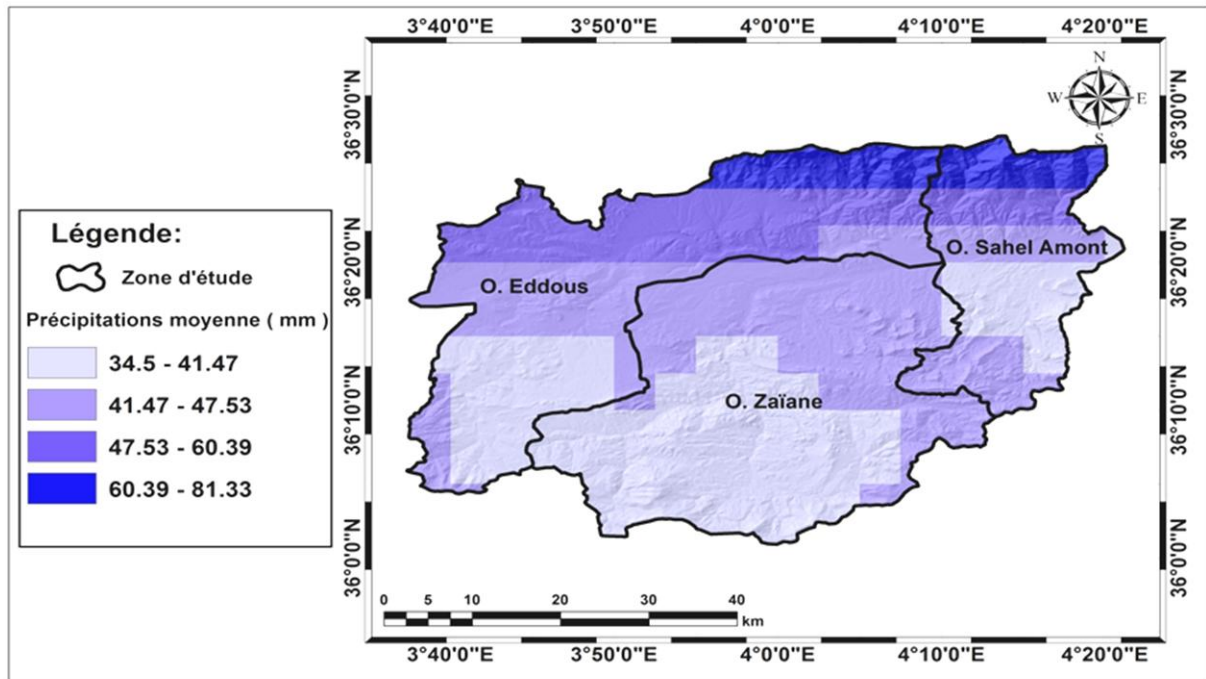 3°40'0"E 3°50'0"E 4°0'0"E 4°10'0"E 4°20'0"E
36°30'0"N 36°30'0"N
N
W E
S
36°20'0"N 36°20'0"N
O. Sahel Amont
O. Eddous
Légende:
Zone d'étude
Précipitations moyenne ( mm )
34.5 - 41.47
41.47 - 47.53
47.53 - 60.39
60.39 - 81.33
O. Zaïane
36°10'0"N 36°10'0"N
36°0'0"N 36°0'0"N
0 5 10 20 30 40
km
3°40'0"E 3°50'0"E 4°0'0"E 4°10'0"E 4°20'0"E